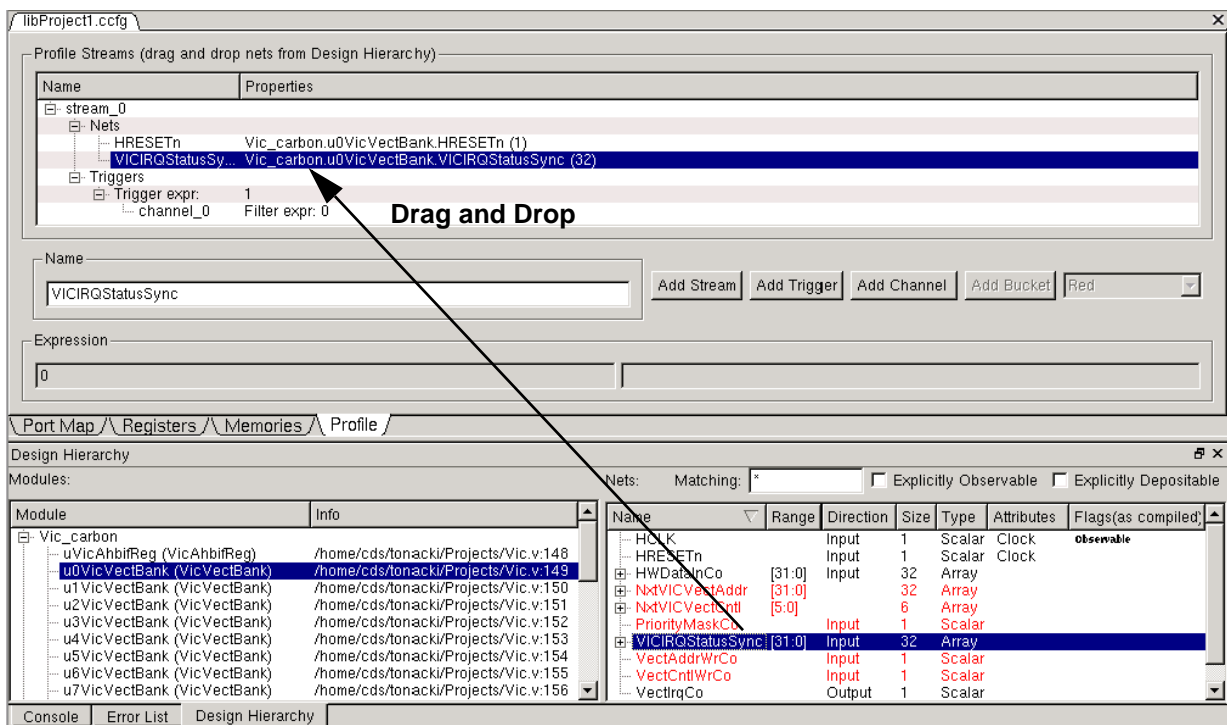 libProject1.ccfg
Profile Streams (drag and drop nets from Design Hierarchy)
Name Properties
stream_0
Nets
HRESETn Vic_carbon.u0VicVectBank.HRESETn (1)
VICIRQStatusSy... Vic_carbon.u0VicVectBank.VICIRQStatusSync (32)
Triggers
Trigger expr: 1
channel_0 Filter expr: 0
Drag and Drop
Name
VICIRQStatusSync
Add Stream Add Trigger Add Channel Add Bucket Red
Expression
0
Port Map Registers Memories Profile
Design Hierarchy
Modules:
Nets: Matching: * Explicitly Observable Explicitly Depositable
Module Info
Vic_carbon
uVicAhbifReg (VicAhbifReg) /home/cds/tonacki/Projects/Vic.v:148
u0VicVectBank (VicVectBank) /home/cds/tonacki/Projects/Vic.v:149
u1VicVectBank (VicVectBank) /home/cds/tonacki/Projects/Vic.v:150
u2VicVectBank (VicVectBank) /home/cds/tonacki/Projects/Vic.v:151
u3VicVectBank (VicVectBank) /home/cds/tonacki/Projects/Vic.v:152
u4VicVectBank (VicVectBank) /home/cds/tonacki/Projects/Vic.v:153
u5VicVectBank (VicVectBank) /home/cds/tonacki/Projects/Vic.v:154
u6VicVectBank (VicVectBank) /home/cds/tonacki/Projects/Vic.v:155
u7VicVectBank (VicVectBank) /home/cds/tonacki/Projects/Vic.v:156
Name Range Direction Size Type Attributes Flags(as compiled)
HCLK Input 1 Scalar Clock Observable
HRESETn Input 1 Scalar Clock
HWDataInCo [31:0] Input 32 Array
NxtVICVectAddr [31:0] 32 Array
NxtVICVectCntl [5:0] 6 Array
PriorityMaskCo Input 1 Scalar
VICIRQStatusSync [31:0] Input 32 Array
VectAddrWrCo Input 1 Scalar
VectCntlWrCo Input 1 Scalar
VectIrqCo Output 1 Scalar
Console Error List Design Hierarchy